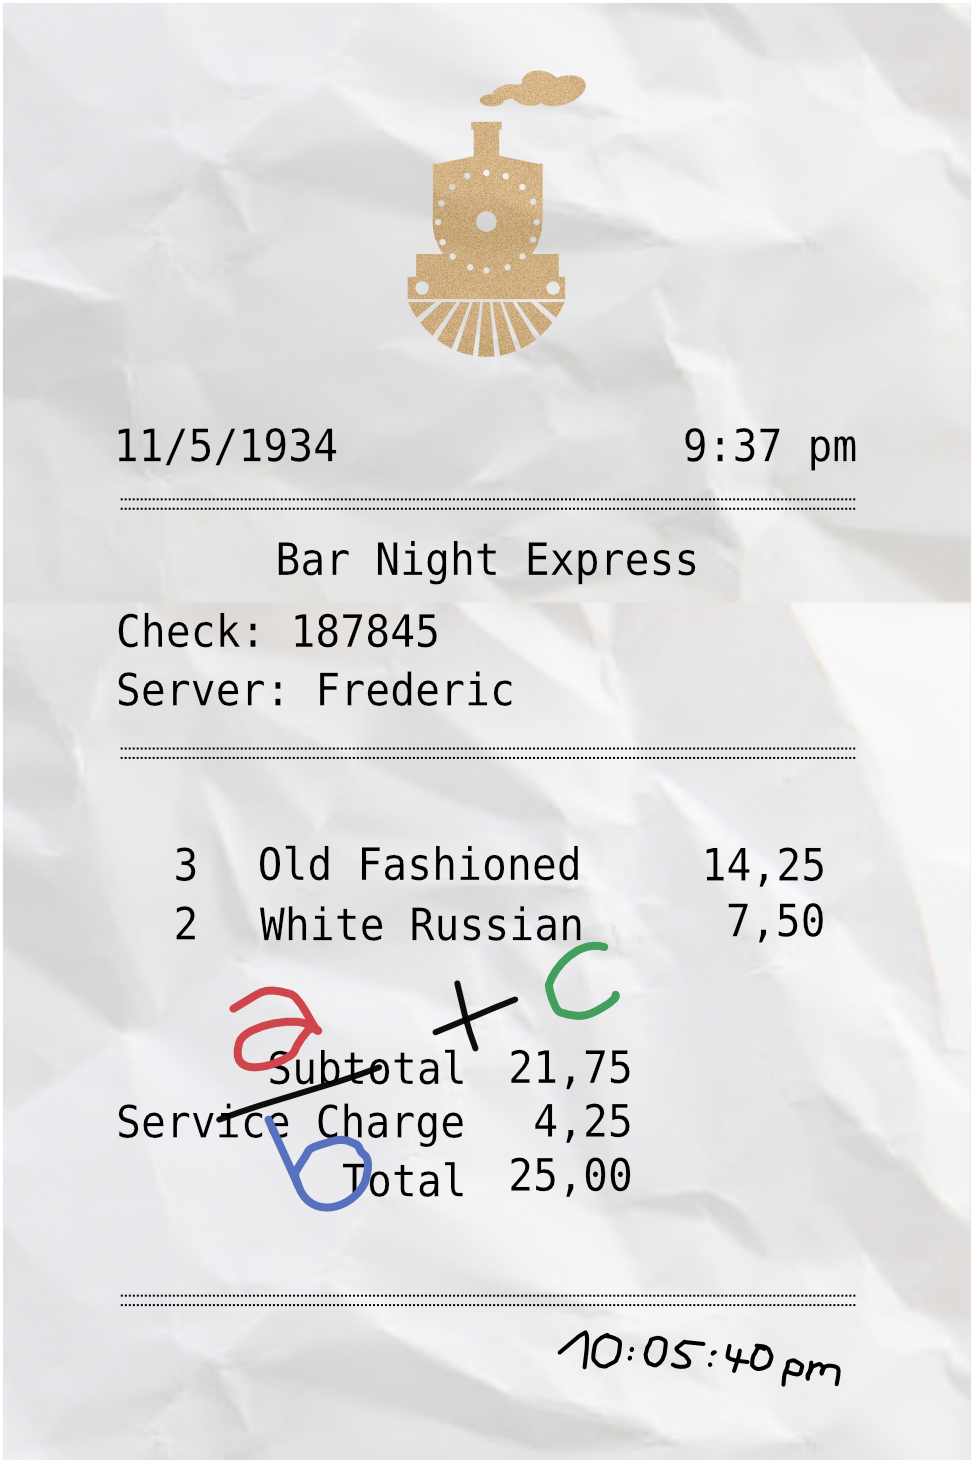 11/5/1934 9:37 pm
Bar Night Express
Check: 187845
Server: Frederic
3 Old Fashioned 14,25
2 White Russian 7,50
a/b + c
Subtotal 21,75
Service Charge 4,25
Total 25,00
10:05:40 pm